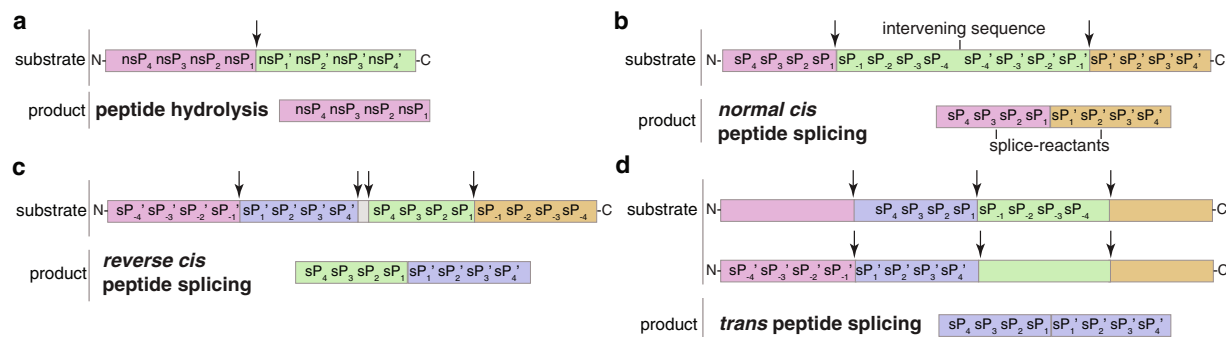 a
substrate N- nsP₄ nsP₃ nsP₂ nsP₁ nsP₁' nsP₂' nsP₃' nsP₄' -C
product peptide hydrolysis nsP₄ nsP₃ nsP₂ nsP₁
b
intervening sequence
substrate N- sP₄ sP₃ sP₂ sP₁ sP₋₁ sP₋₂ sP₋₃ sP₋₄ sP₋₄' sP₋₃' sP₋₂' sP₋₁' sP₁' sP₂' sP₃' sP₄' -C
product normal cis
peptide splicing
sP₄ sP₃ sP₂ sP₁ sP₁' sP₂' sP₃' sP₄'
splice-reactants
c
substrate N- sP₋₄' sP₋₃' sP₋₂' sP₋₁' sP₁' sP₂' sP₃' sP₄' sP₄ sP₃ sP₂ sP₁ sP₋₁ sP₋₂ sP₋₃ sP₋₄ -C
product reverse cis
peptide splicing
sP₄ sP₃ sP₂ sP₁ sP₁' sP₂' sP₃' sP₄'
d
substrate N- sP₄ sP₃ sP₂ sP₁ sP₋₁ sP₋₂ sP₋₃ sP₋₄ -C
N- sP₋₄' sP₋₃' sP₋₂' sP₋₁' sP₁' sP₂' sP₃' sP₄' -C
product trans peptide splicing sP₄ sP₃ sP₂ sP₁ sP₁' sP₂' sP₃' sP₄'